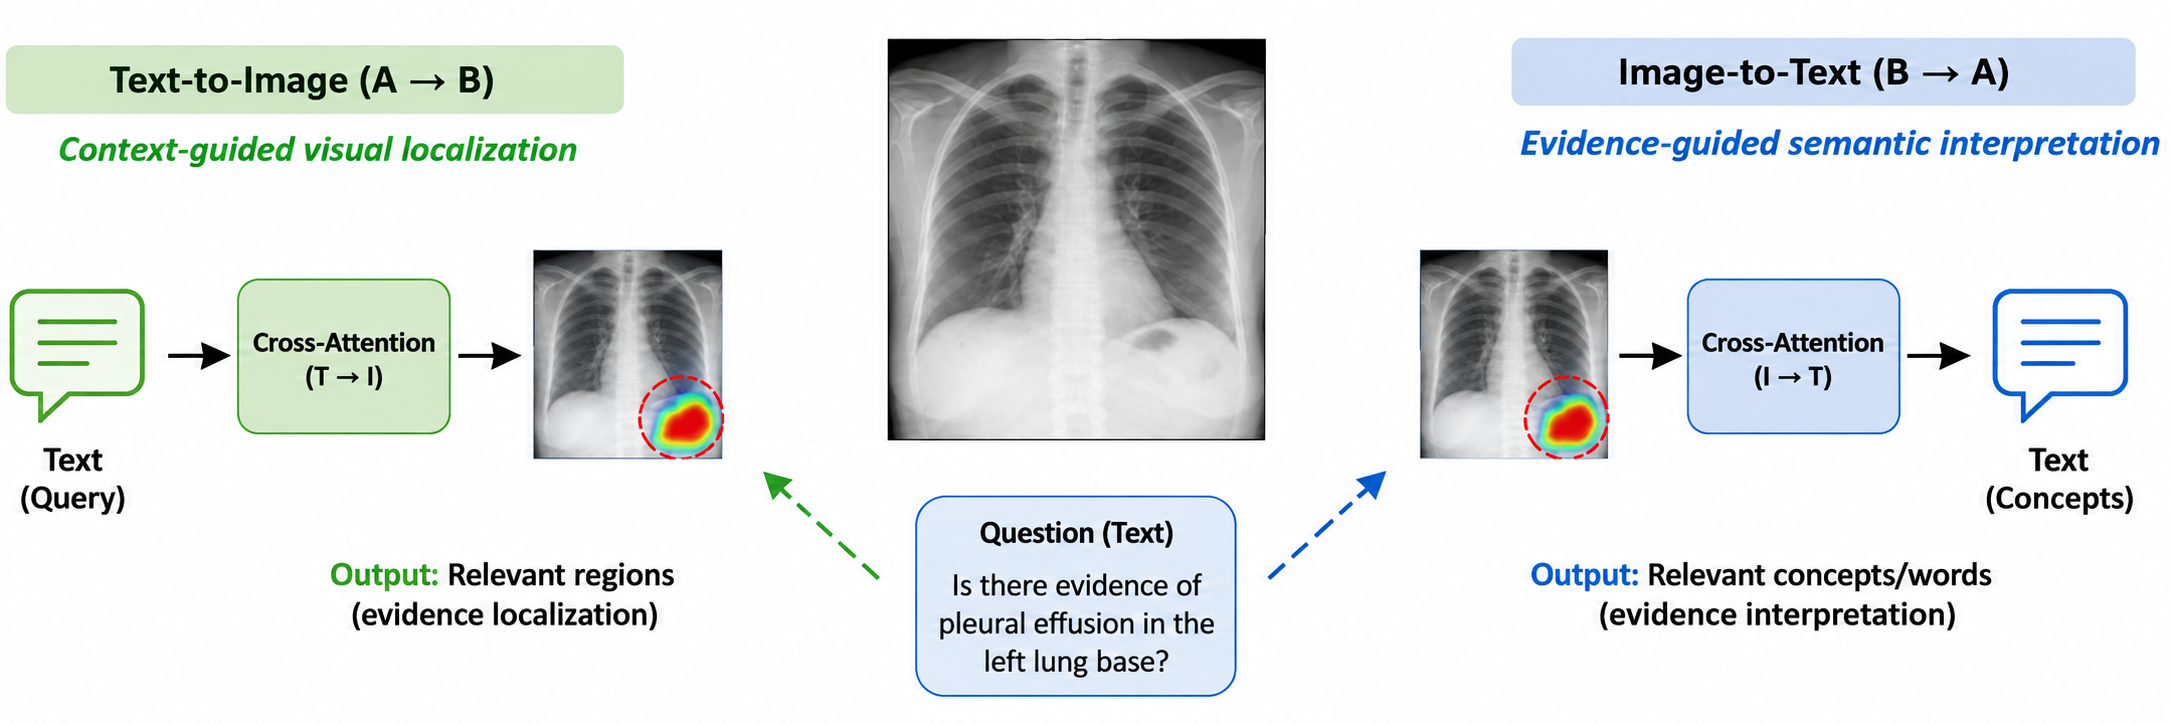 Text-to-Image (A → B)
Context-guided visual localization
Cross-Attention
(T → I)
Text
(Query)
Output: Relevant regions
(evidence localization)
Question (Text)
Is there evidence of
pleural effusion in the
left lung base?
Image-to-Text (B → A)
Evidence-guided semantic interpretation
Cross-Attention
(I → T)
Text
(Concepts)
Output: Relevant concepts/words
(evidence interpretation)